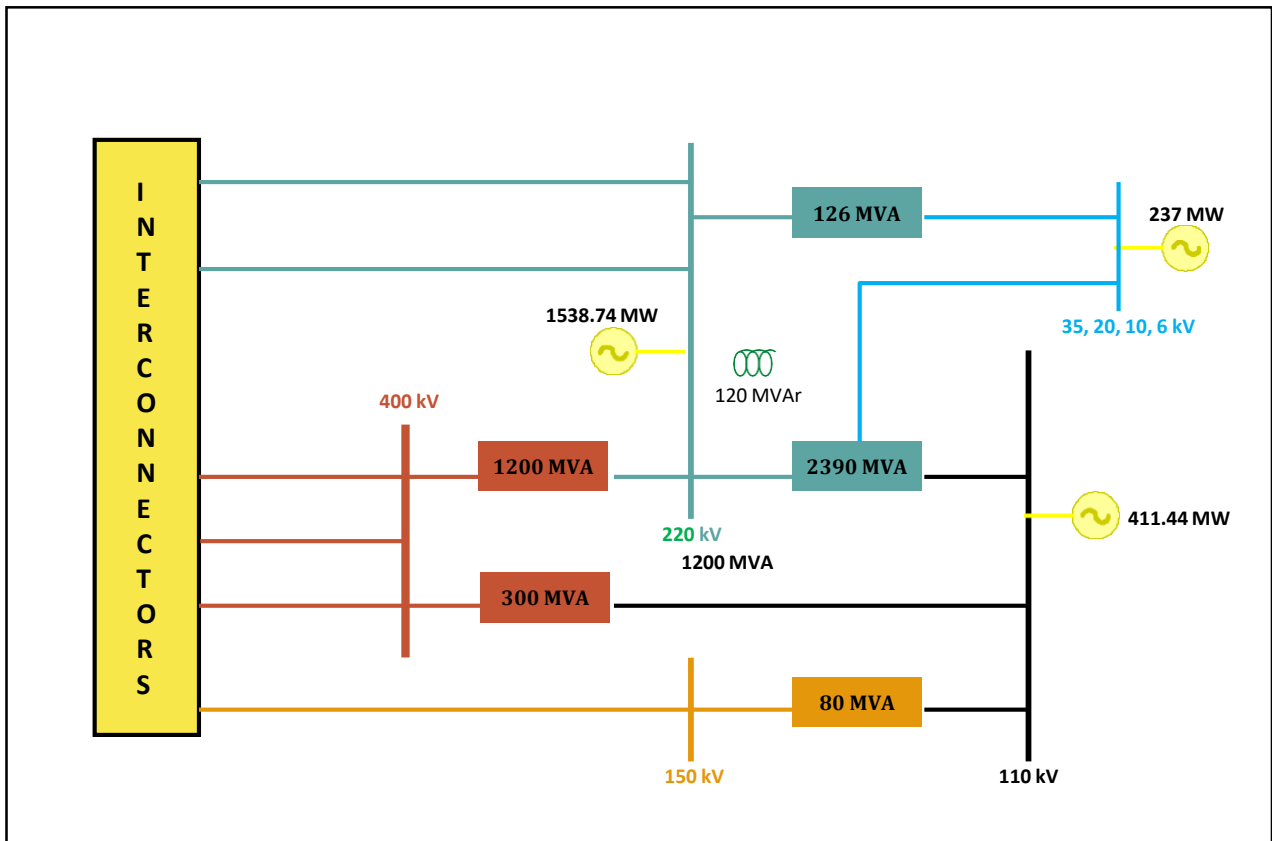 INTERCONNECTORS
126 MVA
237 MW
1538.74 MW
35, 20, 10, 6 kV
120 MVAr
400 kV
1200 MVA
2390 MVA
411.44 MW
220 kV
1200 MVA
300 MVA
80 MVA
150 kV
110 kV